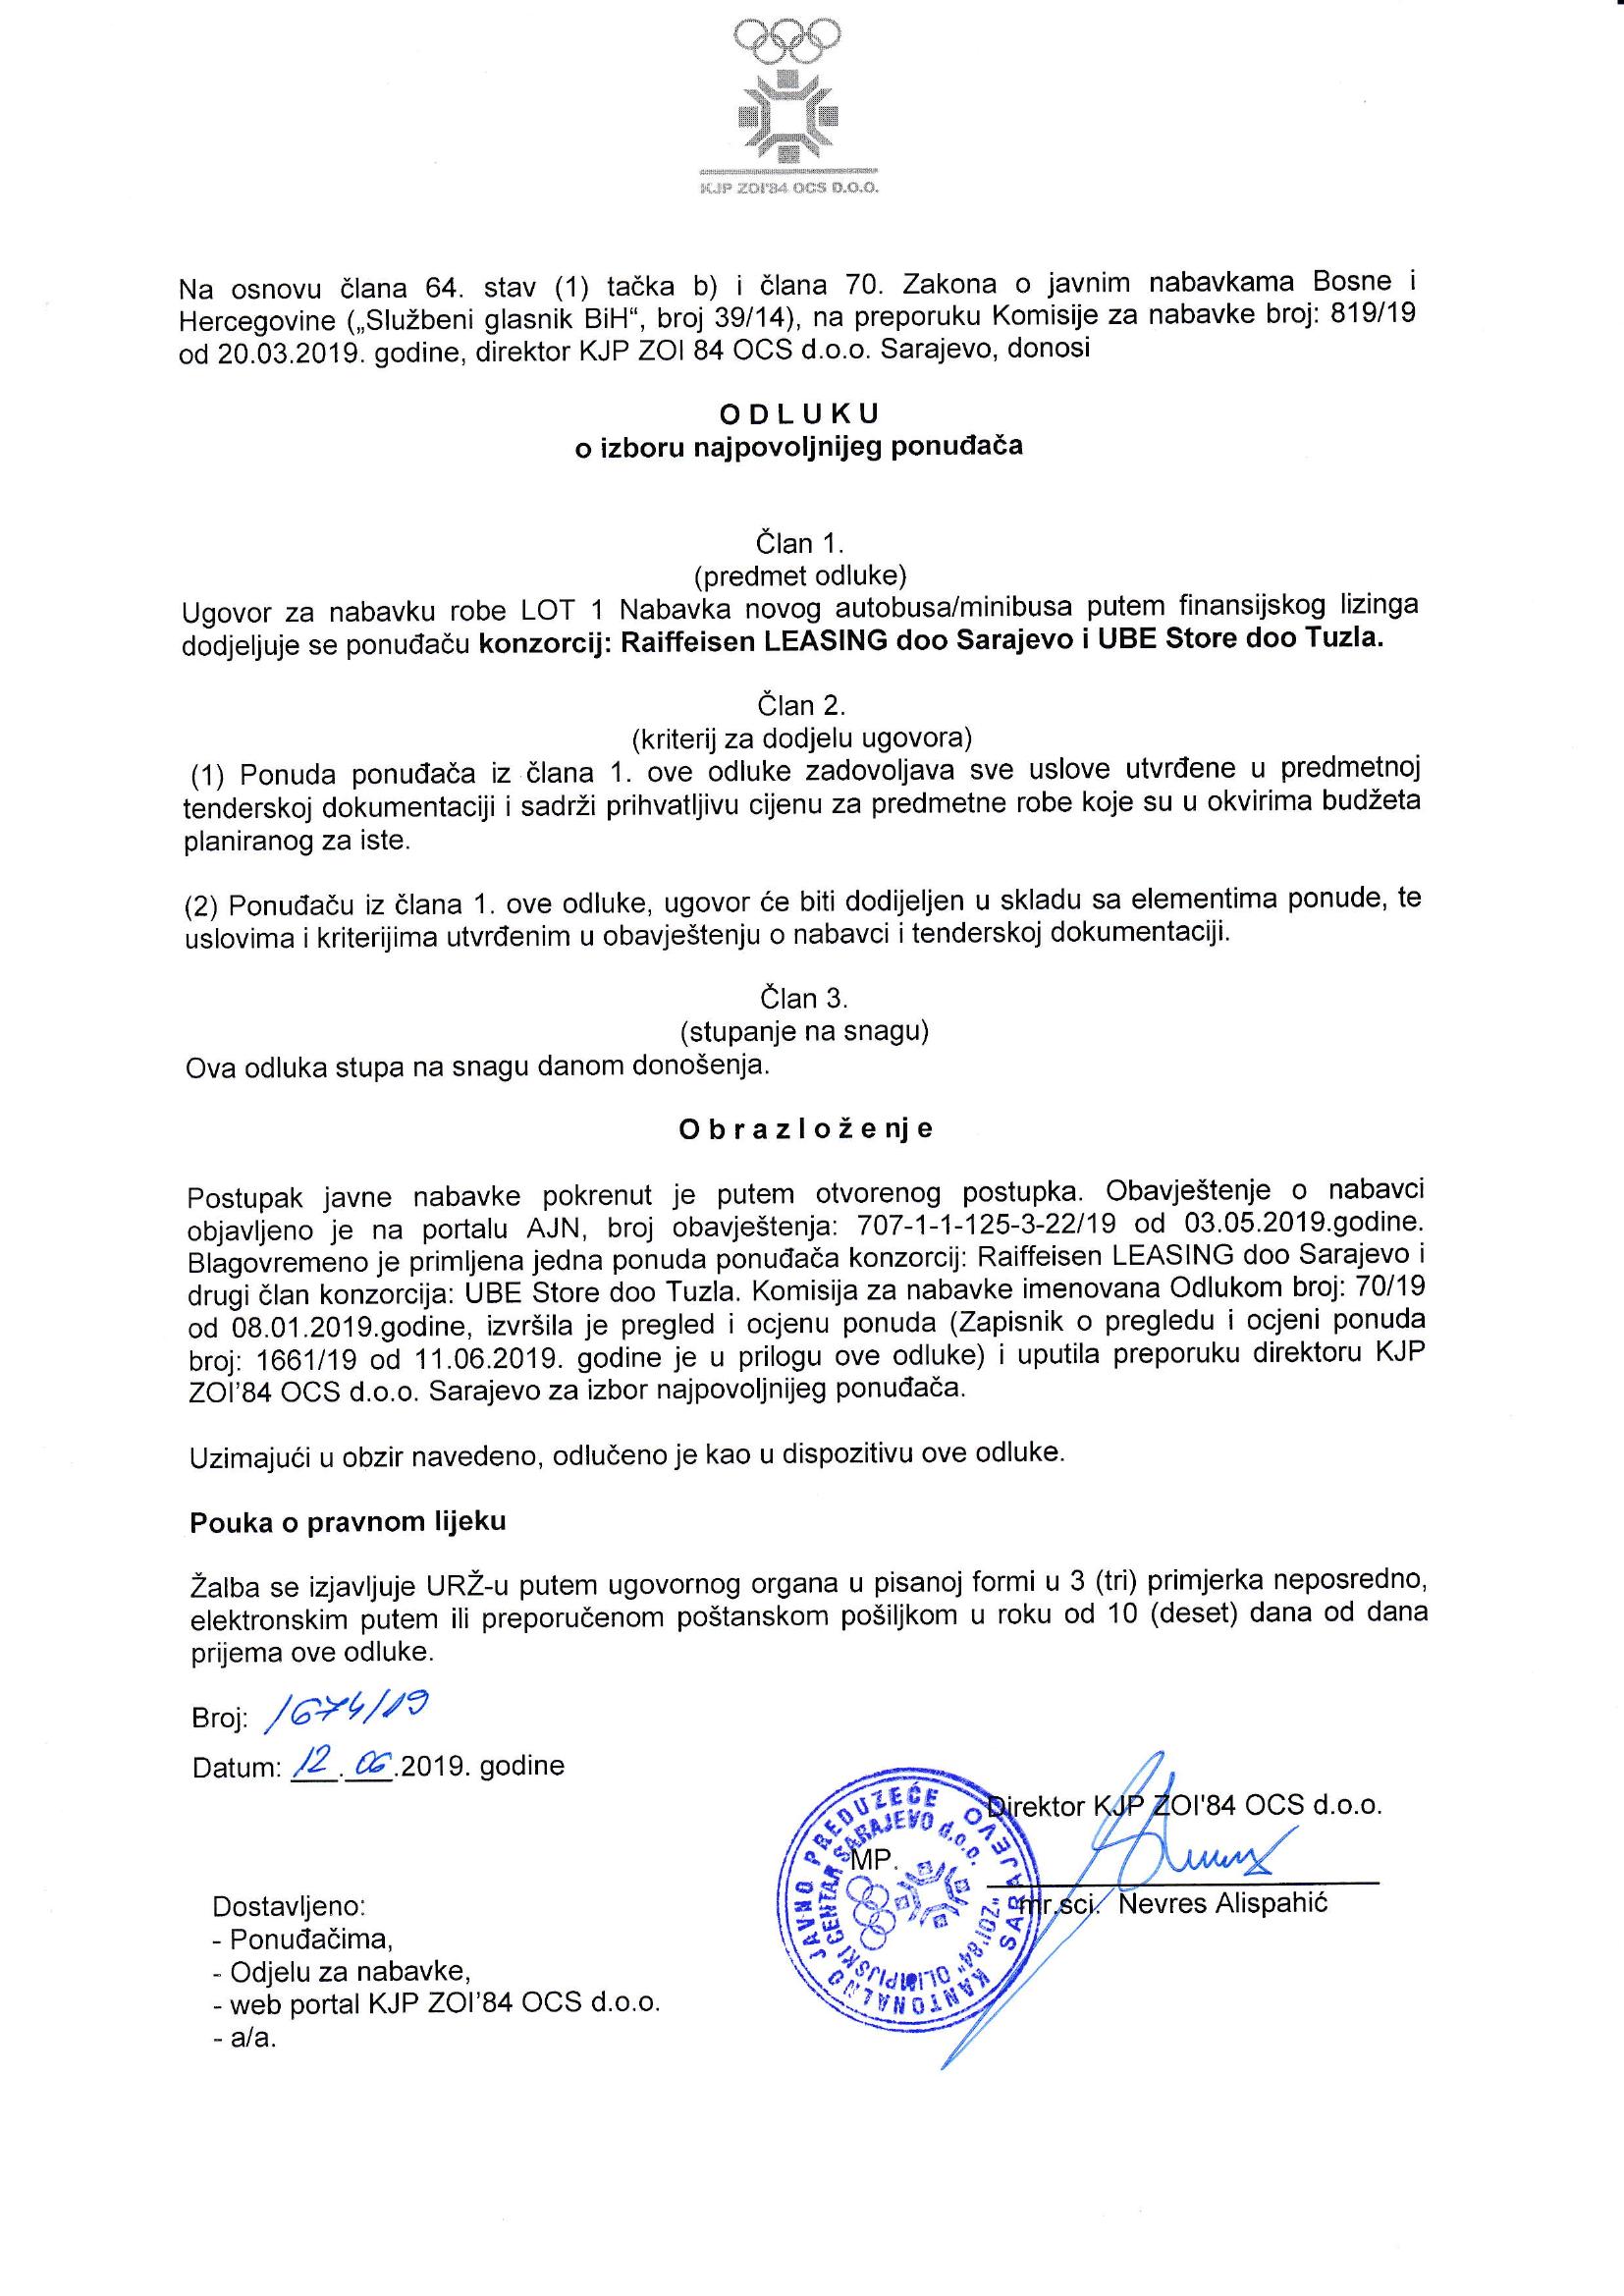 KJP ZOI'84 OCS D.O.O.
Na osnovu člana 64. stav (1) tačka b) i člana 70. Zakona o javnim nabavkama Bosne i
Hercegovine („Službeni glasnik BiH“, broj 39/14), na preporuku Komisije za nabavke broj: 819/19
od 20.03.2019. godine, direktor KJP ZOI 84 OCS d.o.o. Sarajevo, donosi
O D L U K U
o izboru najpovoljnijeg ponuđača
Član 1.
(predmet odluke)
Ugovor za nabavku robe LOT 1 Nabavka novog autobusa/minibusa putem finansijskog lizinga
dodjeljuje se ponuđaču konzorcij: Raiffeisen LEASING doo Sarajevo i UBE Store doo Tuzla.
Član 2.
(kriterij za dodjelu ugovora)
(1) Ponuda ponuđača iz člana 1. ove odluke zadovoljava sve uslove utvrđene u predmetnoj
tenderskoj dokumentaciji i sadrži prihvatljivu cijenu za predmetne robe koje su u okvirima budžeta
planiranog za iste.
(2) Ponuđaču iz člana 1. ove odluke, ugovor će biti dodijeljen u skladu sa elementima ponude, te
uslovima i kriterijima utvrđenim u obavještenju o nabavci i tenderskoj dokumentaciji.
Član 3.
(stupanje na snagu)
Ova odluka stupa na snagu danom donošenja.
O b r a z l o ž e nj e
Postupak javne nabavke pokrenut je putem otvorenog postupka. Obavještenje o nabavci
objavljeno je na portalu AJN, broj obavještenja: 707-1-1-125-3-22/19 od 03.05.2019.godine.
Blagovremeno je primljena jedna ponuda ponuđača konzorcij: Raiffeisen LEASING doo Sarajevo i
drugi član konzorcija: UBE Store doo Tuzla. Komisija za nabavke imenovana Odlukom broj: 70/19
od 08.01.2019.godine, izvršila je pregled i ocjenu ponuda (Zapisnik o pregledu i ocjeni ponuda
broj: 1661/19 od 11.06.2019. godine je u prilogu ove odluke) i uputila preporuku direktoru KJP
ZOI’84 OCS d.o.o. Sarajevo za izbor najpovoljnijeg ponuđača.
Uzimajući u obzir navedeno, odlučeno je kao u dispozitivu ove odluke.
Pouka o pravnom lijeku
Žalba se izjavljuje URŽ-u putem ugovornog organa u pisanoj formi u 3 (tri) primjerka neposredno,
elektronskim putem ili preporučenom poštanskom pošiljkom u roku od 10 (deset) dana od dana
prijema ove odluke.
Broj: 1674/19
Datum: 12.06.2019. godine
Direktor KJP ZOI'84 OCS d.o.o.
MP.
mr.sci. Nevres Alispahić
KANTONALNO JAVNO PREDUZEĆE SARAJEVO
"ZOI'84" OLIMPIJSKI CENTAR SARAJEVO d.o.o.
Dostavljeno:
- Ponuđačima,
- Odjelu za nabavke,
- web portal KJP ZOI’84 OCS d.o.o.
- a/a.